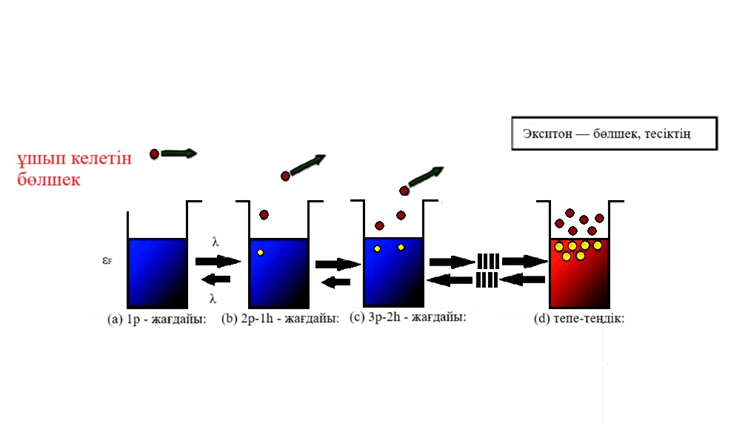 Экситон — бөлшек, тесіктің
ұшып келетін
бөлшек
λ
εF
λ
(a) 1p - жағдайы:
(b) 2p-1h - жағдайы:
(c) 3p-2h - жағдайы:
(d) тепе-теңдік: